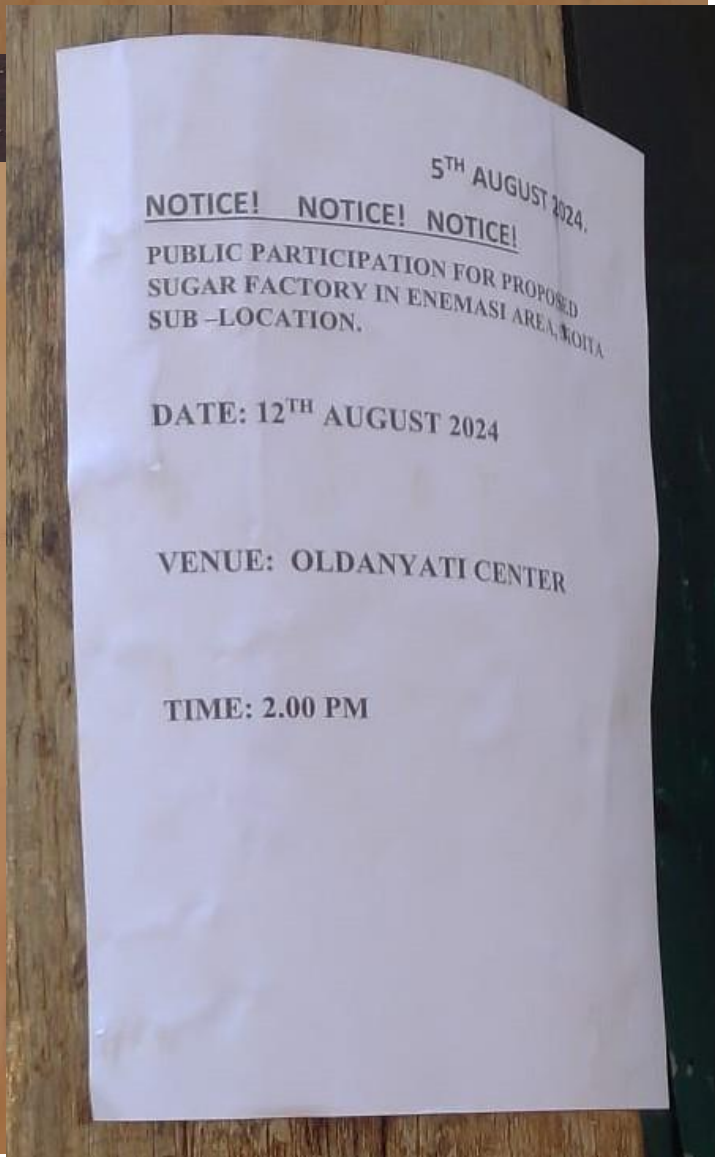 5TH AUGUST 2024.
NOTICE! NOTICE! NOTICE!
PUBLIC PARTICIPATION FOR PROPOSED
SUGAR FACTORY IN ENEMASI AREA, MOITA
SUB –LOCATION.
DATE: 12TH AUGUST 2024
VENUE: OLDANYATI CENTER
TIME: 2.00 PM